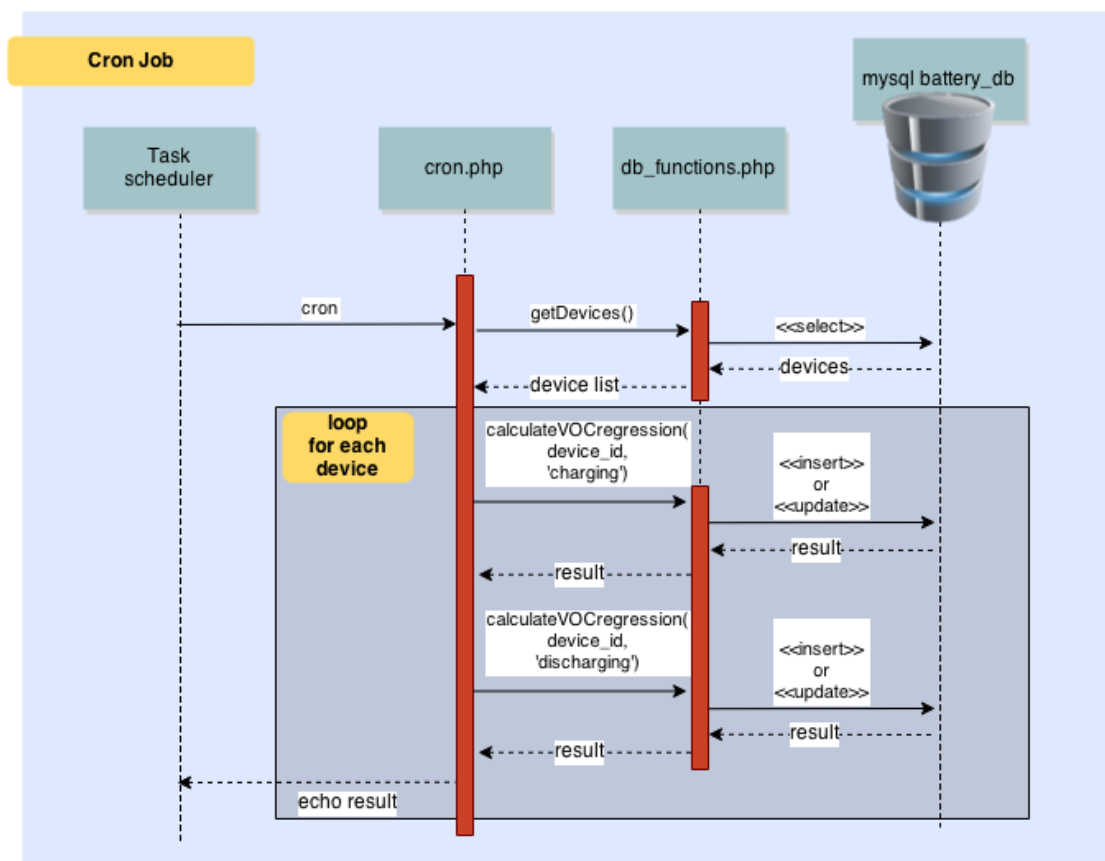 Cron Job
mysql battery_db
Task
scheduler
cron.php
db_functions.php
cron
getDevices()
<<select>>
devices
device list
loop
for each
device
calculateVOCregression(
device_id,
'charging')
<<insert>>
or
<<update>>
result
result
calculateVOCregression(
device_id,
'discharging')
<<insert>>
or
<<update>>
result
result
echo result